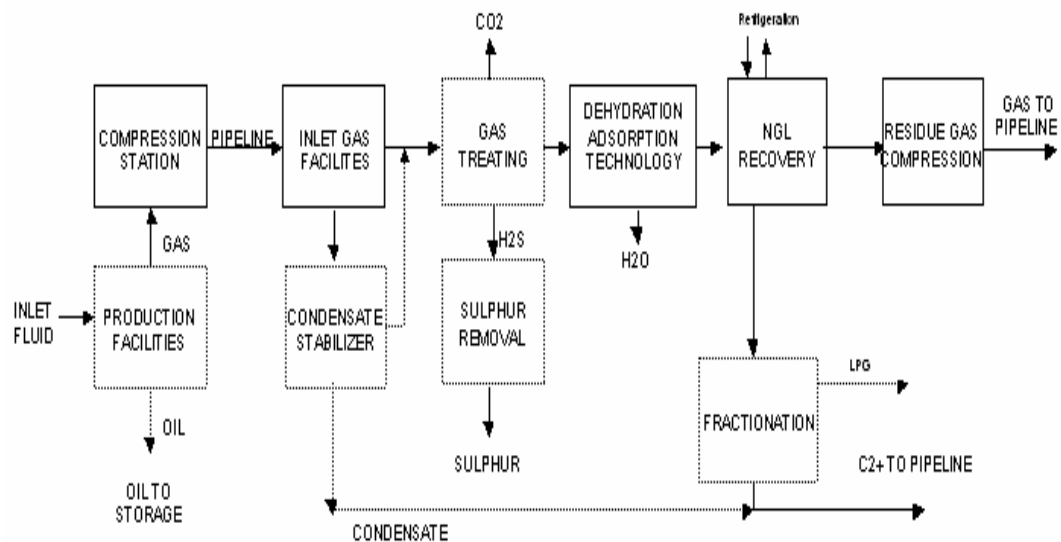 CO2
Refrigeration
COMPRESSION
STATION
PIPELINE
INLET GAS
FACILITES
GAS
TREATING
DEHYDRATION
ADSORPTION
TECHNOLOGY
NGL
RECOVERY
RESIDUE GAS
COMPRESSION
GAS TO
PIPELINE
GAS
H2S
H2O
INLET
FLUID
PRODUCTION
FACILITIES
CONDENSATE
STABILIZER
SULPHUR
REMOVAL
LPG
FRACTIONATION
OIL
SULPHUR
C2+ TO PIPELINE
OIL TO
STORAGE
CONDENSATE